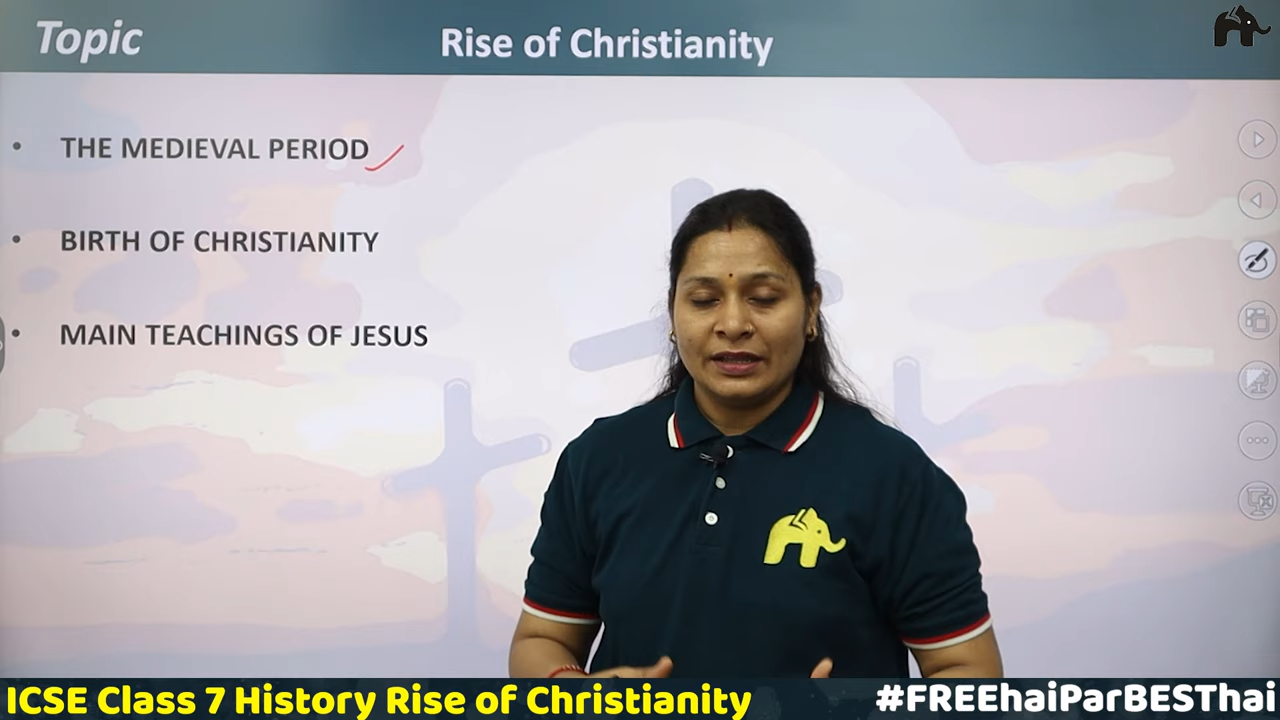 Topic
Rise of Christianity
• THE MEDIEVAL PERIOD
• BIRTH OF CHRISTIANITY
• MAIN TEACHINGS OF JESUS
ICSE Class 7 History Rise of Christianity
#FREEhaiParBESThai